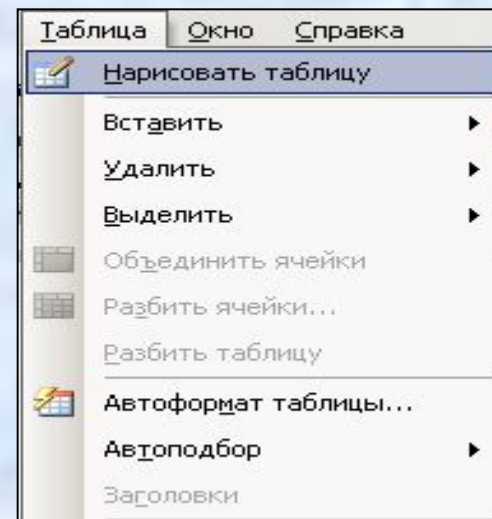 Таблица Окно Справка
Нарисовать таблицу
Вставить
Удалить
Выделить
Объединить ячейки
Разбить ячейки...
Разбить таблицу
Автоформат таблицы...
Автоподбор
Заголовки